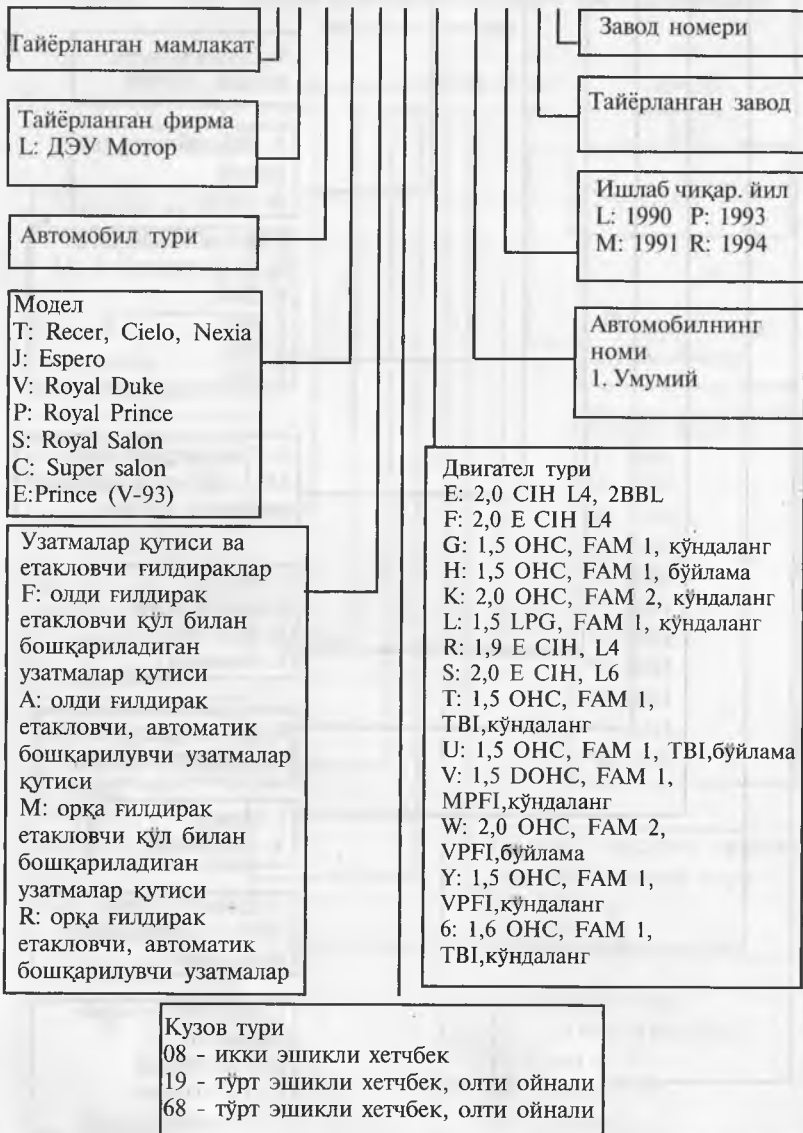 Тайёрланган мамлакат
Тайёрланган фирма
L: ДЭУ Мотор
Автомобил тури
Модел
T: Recer, Cielo, Nexia
J: Espero
V: Royal Duke
P: Royal Prince
S: Royal Salon
C: Super salon
E:Prince (V-93)
Узатмалар қутиси ва
етакловчи ғилдираклар
F: олди ғилдирак
етакловчи қўл билан
бошқариладиган
узатмалар қутиси
A: олди ғилдирак
етакловчи, автоматик
бошқарилувчи узатмалар
қутиси
M: орқа ғилдирак
етакловчи қўл билан
бошқариладиган
узатмалар қутиси
R: орқа ғилдирак
етакловчи, автоматик
бошқарилувчи узатмалар
Завод номери
Тайёрланган завод
Ишлаб чиқар. йил
L: 1990 P: 1993
M: 1991 R: 1994
Автомобилнинг
номи
1. Умумий
Двигател тури
E: 2,0 CIH L4, 2BBL
F: 2,0 E CIH L4
G: 1,5 OHC, FAM 1, кўндаланг
H: 1,5 OHC, FAM 1, бўйлама
K: 2,0 OHC, FAM 2, кўндаланг
L: 1,5 LPG, FAM 1, кўндаланг
R: 1,9 E CIH, L4
S: 2,0 E CIH, L6
T: 1,5 OHC, FAM 1,
TBI,кўндаланг
U: 1,5 OHC, FAM 1, TBI,бўйлама
V: 1,5 DOHC, FAM 1,
MPFI,кўндаланг
W: 2,0 OHC, FAM 2,
VPFI,бўйлама
Y: 1,5 OHC, FAM 1,
VPFI,кўндаланг
6: 1,6 OHC, FAM 1,
TBI,кўндаланг
Кузов тури
08 - икки эшикли хетчбек
19 - тўрт эшикли хетчбек, олти ойнали
68 - тўрт эшикли хетчбек, олти ойнали